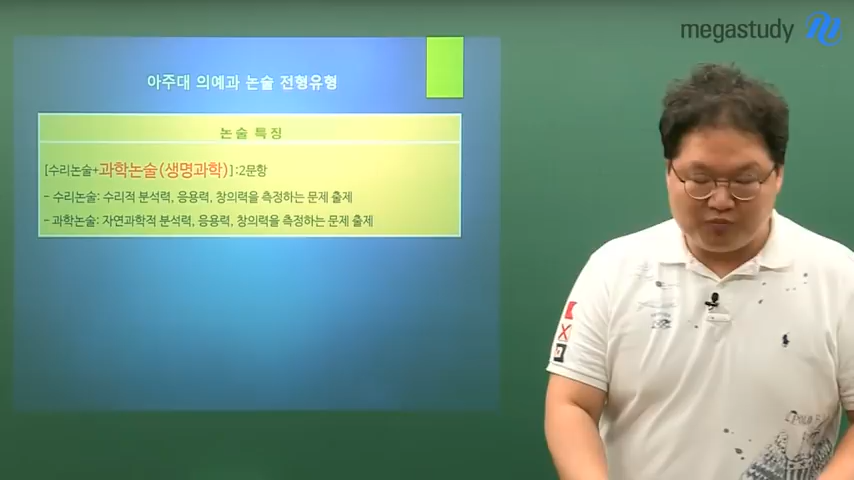 megastudy
아주대 의예과 논술 전형유형
논술 특징
[수리논술+과학논술(생명과학)]:2문항
- 수리논술: 수리적 분석력, 응용력, 창의력을 측정하는 문제 출제
- 과학논술: 자연과학적 분석력, 응용력, 창의력을 측정하는 문제 출제